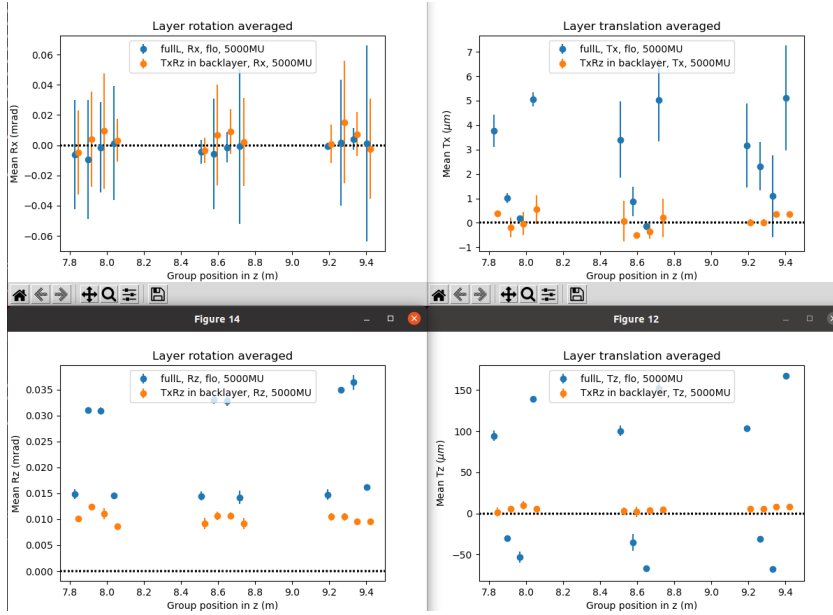 Layer rotation averaged
fullL, Rx, flo, 5000MU
TxRz in backlayer, Rx, 5000MU
Mean Rx (mrad)
0.06
0.04
0.02
0.00
−0.02
−0.04
−0.06
7.8 8.0 8.2 8.4 8.6 8.8 9.0 9.2 9.4
Group position in z (m)
Layer translation averaged
fullL, Tx, flo, 5000MU
TxRz in backlayer, Tx, 5000MU
Mean Tx (μm)
7
6
5
4
3
2
1
0
−1
7.8 8.0 8.2 8.4 8.6 8.8 9.0 9.2 9.4
Group position in z (m)
Figure 14
Layer rotation averaged
fullL, Rz, flo, 5000MU
TxRz in backlayer, Rz, 5000MU
Mean Rz (mrad)
0.035
0.030
0.025
0.020
0.015
0.010
0.005
0.000
7.8 8.0 8.2 8.4 8.6 8.8 9.0 9.2 9.4
Group position in z (m)
Figure 12
Layer translation averaged
fullL, Tz, flo, 5000MU
TxRz in backlayer, Tz, 5000MU
Mean Tz (μm)
150
100
50
0
−50
7.8 8.0 8.2 8.4 8.6 8.8 9.0 9.2 9.4
Group position in z (m)